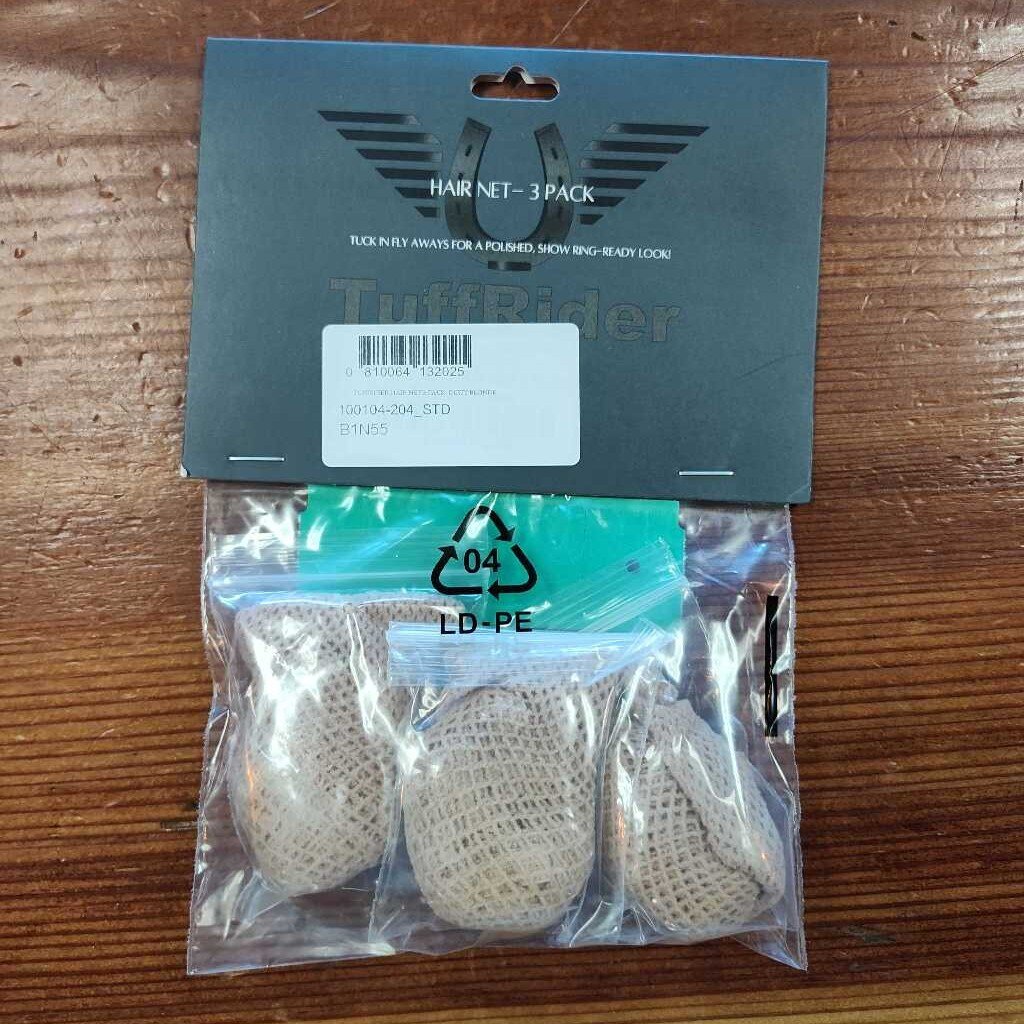 HAIR NET- 3 PACK
TUCK IN FLY AWAYS FOR A POLISHED, SHOW RING-READY LOOK!
TuffRider
0 810064 132025
100104-204_STD
B1N55
04
LD-PE